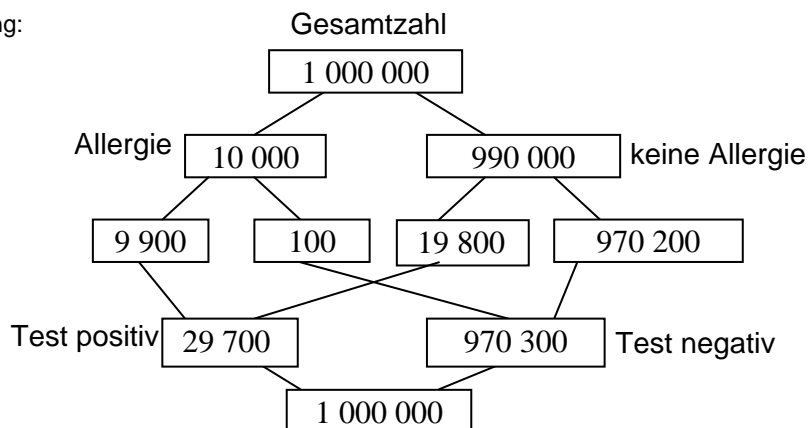 ng:
Gesamtzahl
1 000 000
Allergie 10 000 990 000 keine Allergie
9 900 100 19 800 970 200
Test positiv 29 700 970 300 Test negativ
1 000 000